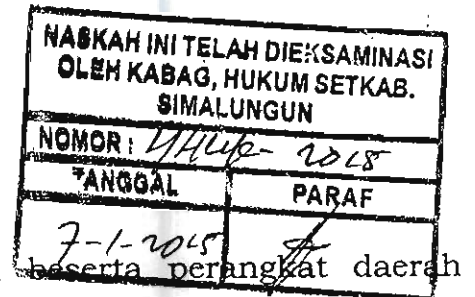 NASKAH INI TELAH DIEKSAMINASI
OLEH KABAG, HUKUM SETKAB.
SIMALUNGUN
NOMOR : 2015
TANGGAL PARAF
7-1-2015
beserta perangkat daerah